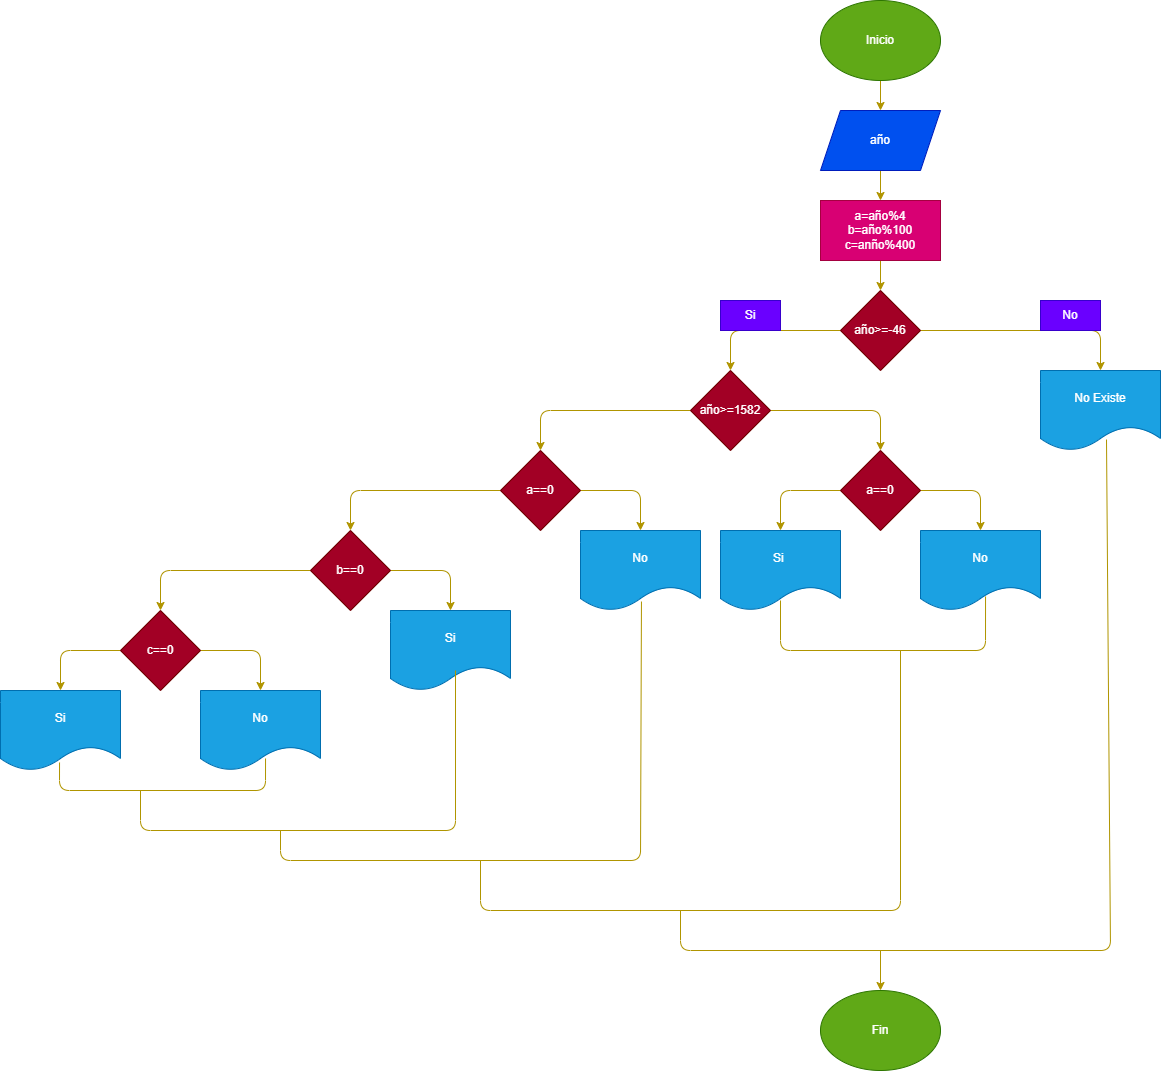 Inicio
año
a=año%4
b=año%100
c=anño%400
Si
año>=-46
No
año>=1582
No Existe
a==0
a==0
b==0
No
Si
No
c==0
Si
Si
No
Fin